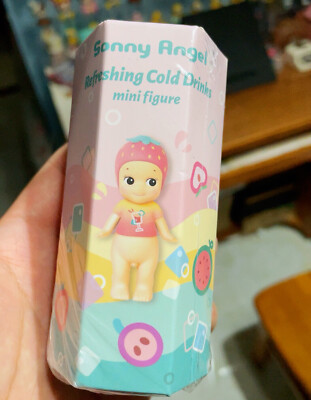 Sonny Angel
Refreshing Cold Drinks
mini figure